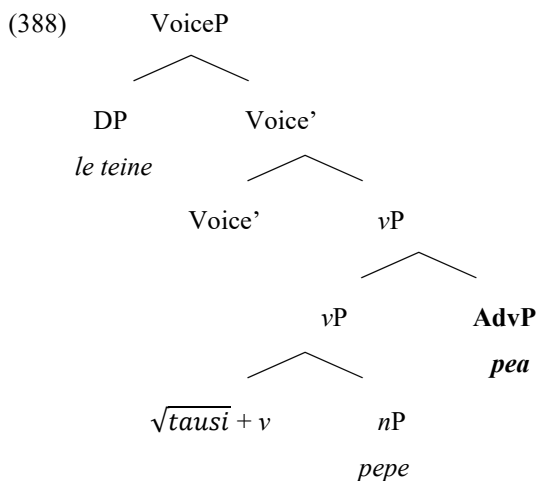 (388) VoiceP
DP Voice’
le teine
Voice’ vP
vP AdvP
pea
√tausi + v nP
pepe